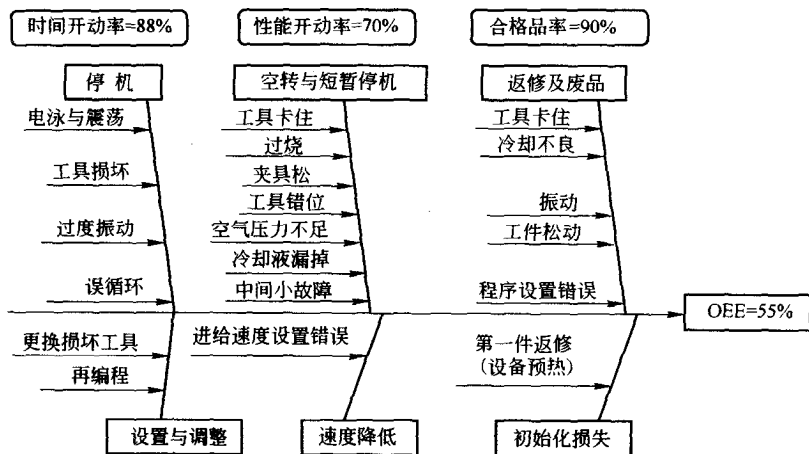 时间开动率=88%
性能开动率=70%
合格品率=90%
停 机
空转与短暂停机
返修及废品
电泳与震荡
工具损坏
过度振动
误循环
工具卡住
过烧
夹具松
工具错位
空气压力不足
冷却液漏掉
中间小故障
工具卡住
冷却不良
振动
工件松动
程序设置错误
OEE=55%
更换损坏工具
再编程
进给速度设置错误
第一件返修
(设备预热)
设置与调整
速度降低
初始化损失